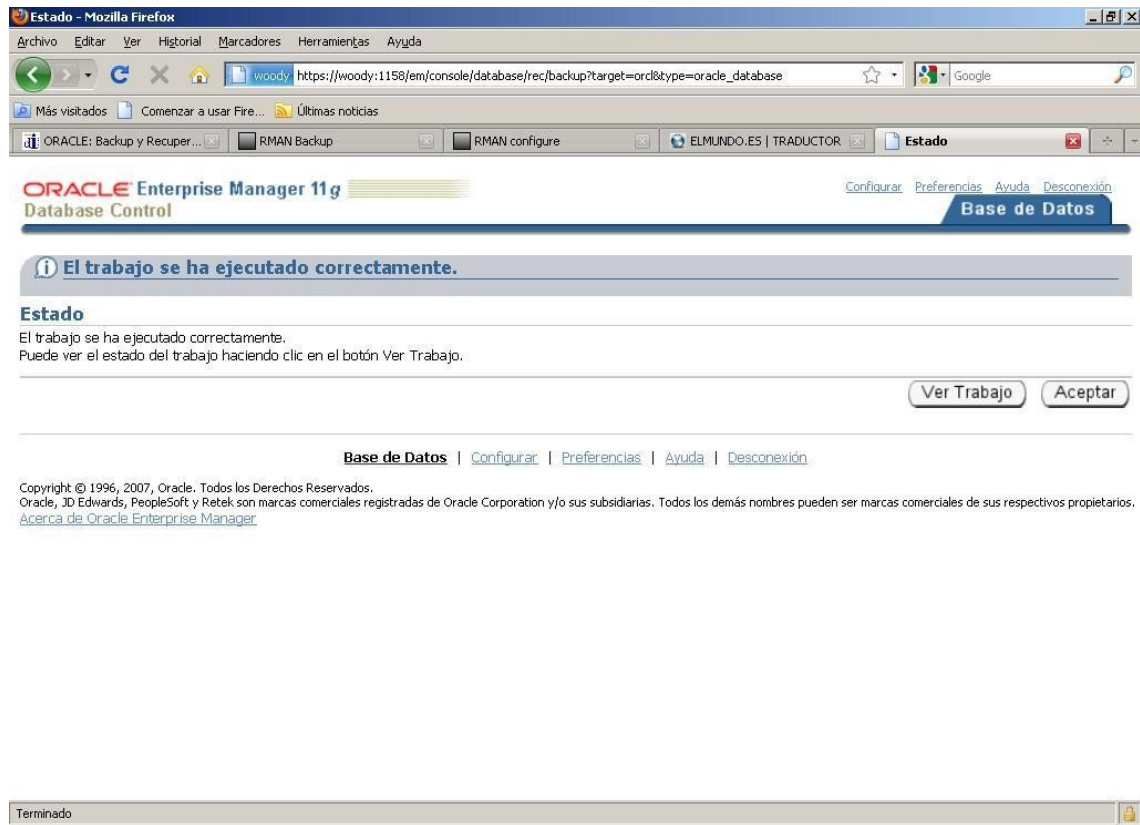 Estado - Mozilla Firefox
Archivo Editar Ver Historial Marcadores Herramientas Ayuda
woody https://woody:1158/em/console/database/rec/backup?target=orcl&type=oracle_database
Google
Más visitados Comenzar a usar Fire... Últimas noticias
ORACLE: Backup y Recuper... RMAN Backup RMAN configure ELMUNDO.ES | TRADUCTOR Estado
ORACLE Enterprise Manager 11g
Database Control
Configurar Preferencias Ayuda Desconexión
Base de Datos
El trabajo se ha ejecutado correctamente.
Estado
El trabajo se ha ejecutado correctamente.
Puede ver el estado del trabajo haciendo clic en el botón Ver Trabajo.
Ver Trabajo Aceptar
Base de Datos | Configurar | Preferencias | Ayuda | Desconexión
Copyright © 1996, 2007, Oracle. Todos los Derechos Reservados.
Oracle, JD Edwards, PeopleSoft y Retek son marcas comerciales registradas de Oracle Corporation y/o sus subsidiarias. Todos los demás nombres pueden ser marcas comerciales de sus respectivos propietarios.
Acerca de Oracle Enterprise Manager
Terminado